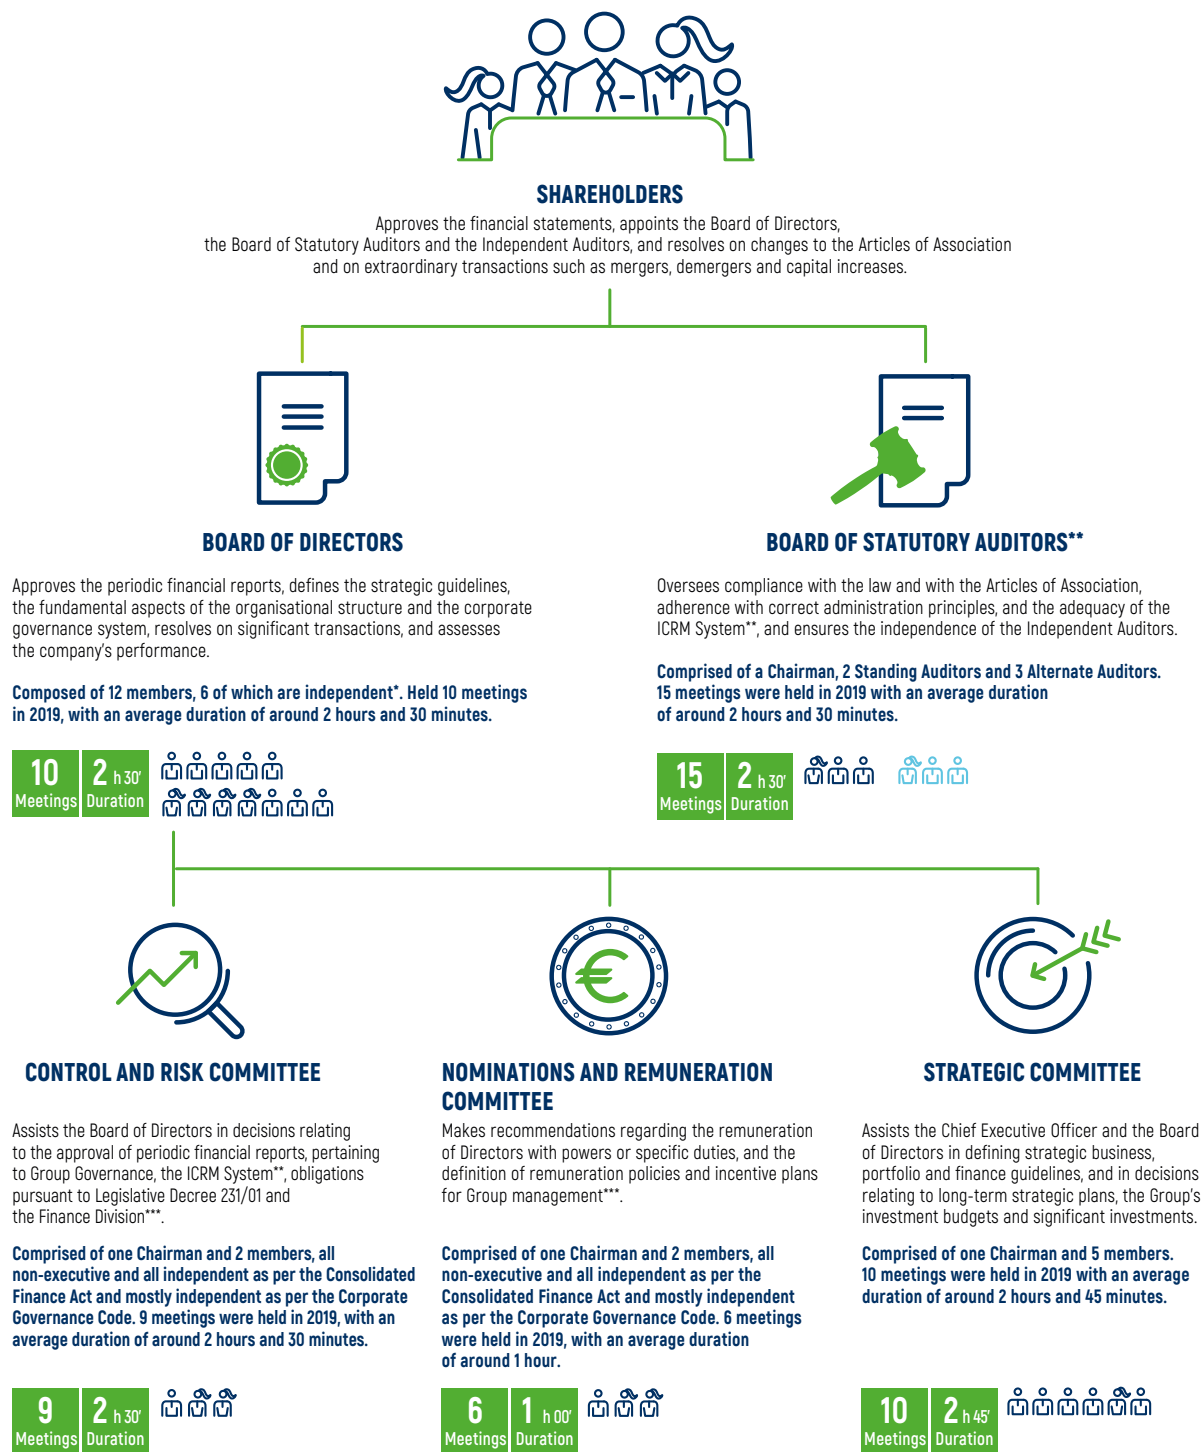 SHAREHOLDERS
Approves the financial statements, appoints the Board of Directors,
the Board of Statutory Auditors and the Independent Auditors, and resolves on changes to the Articles of Association
and on extraordinary transactions such as mergers, demergers and capital increases.
BOARD OF DIRECTORS
Approves the periodic financial reports, defines the strategic guidelines,
the fundamental aspects of the organisational structure and the corporate
governance system, resolves on significant transactions, and assesses
the company's performance.
Composed of 12 members, 6 of which are independent*. Held 10 meetings
in 2019, with an average duration of around 2 hours and 30 minutes.
10 Meetings
2 h 30' Duration
BOARD OF STATUTORY AUDITORS**
Oversees compliance with the law and with the Articles of Association,
adherence with correct administration principles, and the adequacy of the
ICRM System**, and ensures the independence of the Independent Auditors.
Comprised of a Chairman, 2 Standing Auditors and 3 Alternate Auditors.
15 meetings were held in 2019 with an average duration
of around 2 hours and 30 minutes.
15 Meetings
2 h 30' Duration
CONTROL AND RISK COMMITTEE
Assists the Board of Directors in decisions relating
to the approval of periodic financial reports, pertaining
to Group Governance, the ICRM System**, obligations
pursuant to Legislative Decree 231/01 and
the Finance Division***.
Comprised of one Chairman and 2 members, all
non-executive and all independent as per the Consolidated
Finance Act and mostly independent as per the Corporate
Governance Code. 9 meetings were held in 2019, with an
average duration of around 2 hours and 30 minutes.
9 Meetings
2 h 30' Duration
€
NOMINATIONS AND REMUNERATION
COMMITTEE
Makes recommendations regarding the remuneration
of Directors with powers or specific duties, and the
definition of remuneration policies and incentive plans
for Group management***.
Comprised of one Chairman and 2 members, all
non-executive and all independent as per the
Consolidated Finance Act and mostly independent
as per the Corporate Governance Code. 6 meetings
were held in 2019, with an average duration
of around 1 hour.
6 Meetings
1 h 00' Duration
STRATEGIC COMMITTEE
Assists the Chief Executive Officer and the Board
of Directors in defining strategic business,
portfolio and finance guidelines, and in decisions
relating to long-term strategic plans, the Group's
investment budgets and significant investments.
Comprised of one Chairman and 5 members.
10 meetings were held in 2019 with an average
duration of around 2 hours and 45 minutes.
10 Meetings
2 h 45' Duration